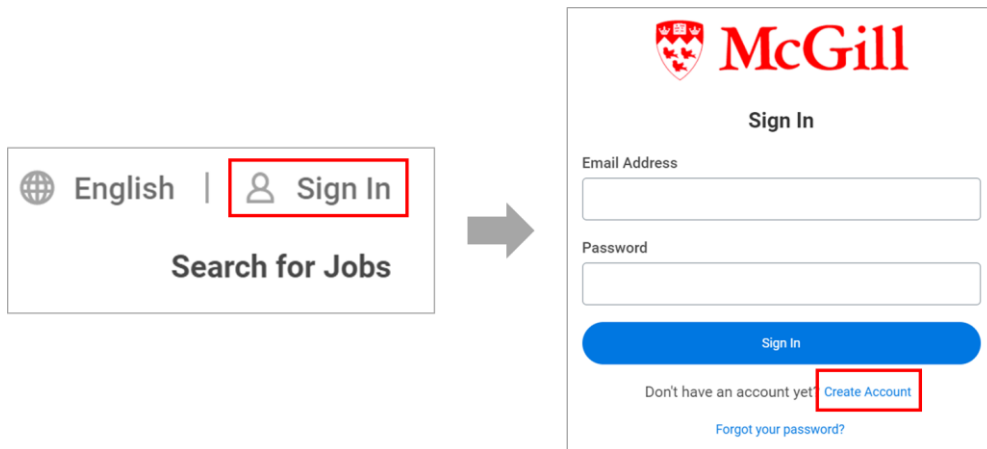 English | Sign In
Search for Jobs
McGill
Sign In
Email Address
Password
Sign In
Don't have an account yet? Create Account
Forgot your password?